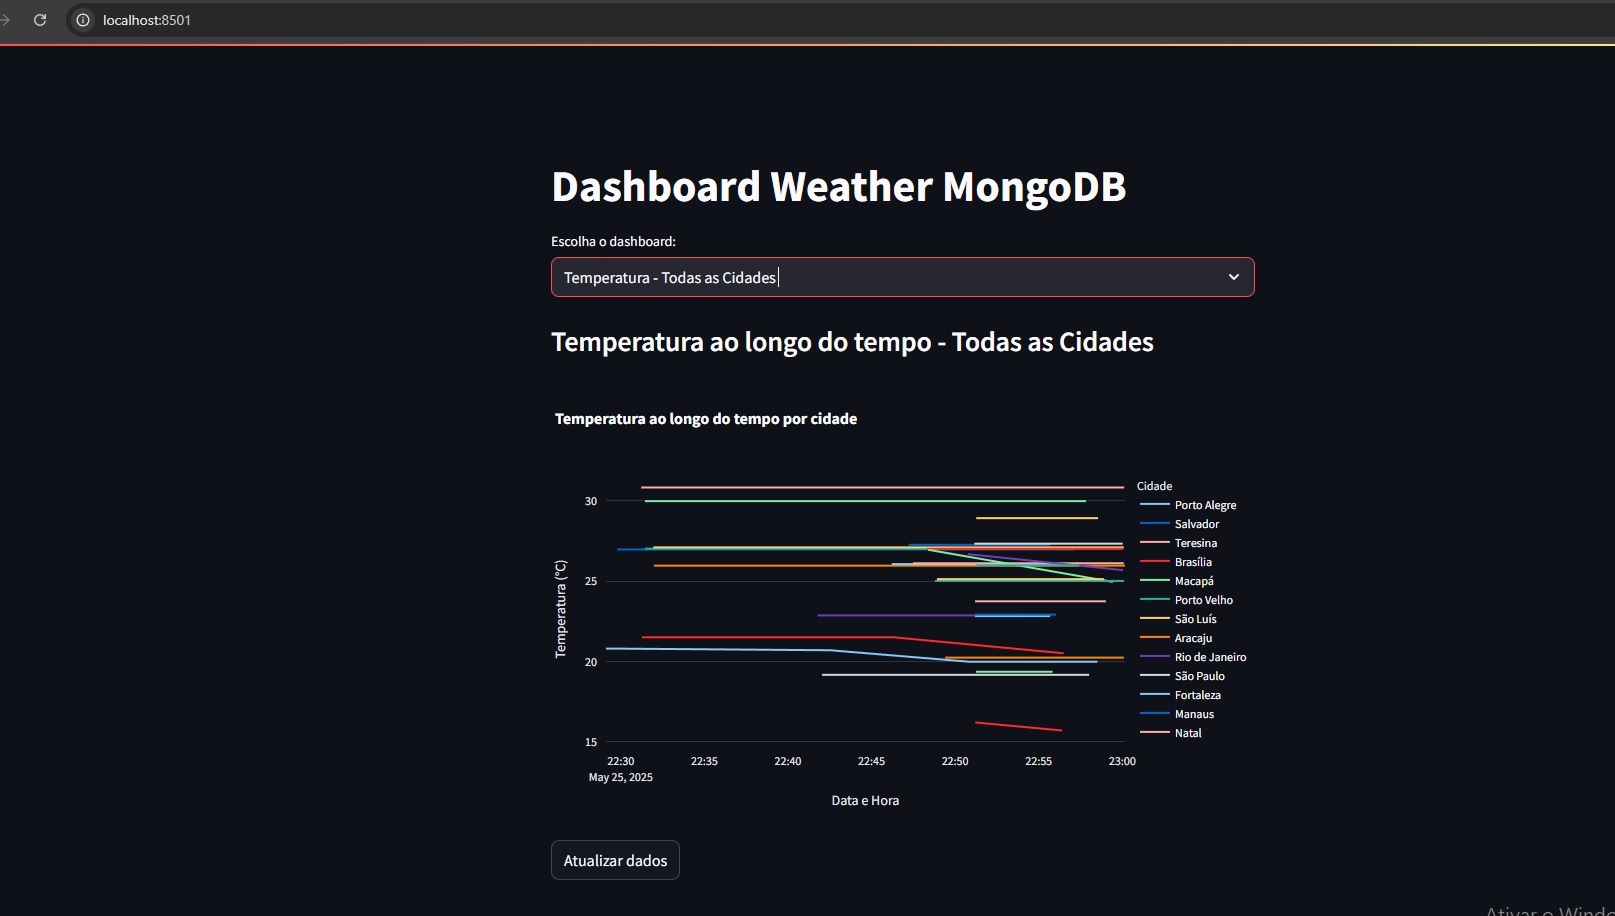 localhost:8501
Dashboard Weather MongoDB
Escolha o dashboard:
Temperatura - Todas as Cidades
Temperatura ao longo do tempo - Todas as Cidades
Temperatura ao longo do tempo por cidade
Temperatura (°C)
30
25
20
15
22:30
May 25, 2025
22:35
22:40
22:45
22:50
22:55
23:00
Data e Hora
Cidade
Porto Alegre
Salvador
Teresina
Brasília
Macapá
Porto Velho
São Luís
Aracaju
Rio de Janeiro
São Paulo
Fortaleza
Manaus
Natal
Atualizar dados